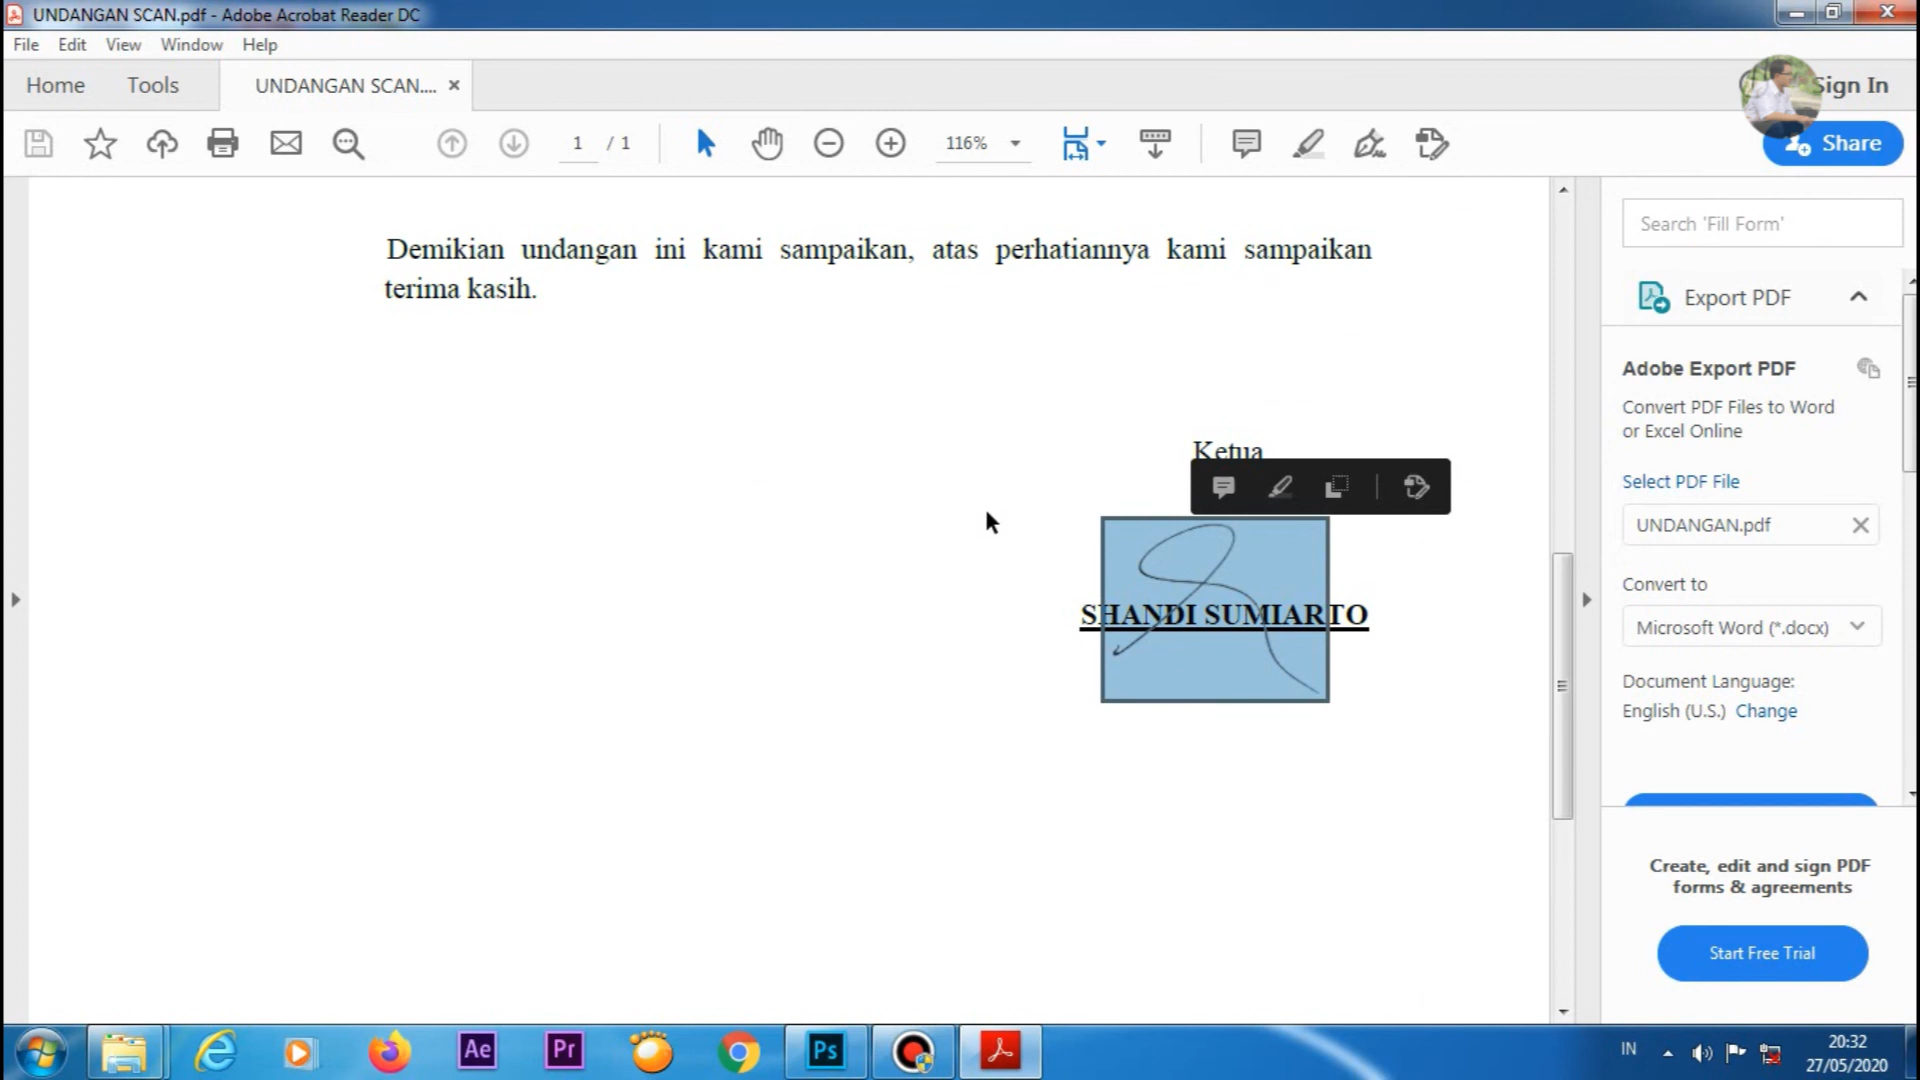 UNDANGAN SCAN.pdf - Adobe Acrobat Reader DC
File Edit View Window Help
Home Tools UNDANGAN SCAN.... Sign In
1 / 1 116% Share
Demikian undangan ini kami sampaikan, atas perhatiannya kami sampaikan
terima kasih.
Ketua
SHANDI SUMIARTO
Search 'Fill Form'
Export PDF
Adobe Export PDF
Convert PDF Files to Word
or Excel Online
Select PDF File
UNDANGAN.pdf
Convert to
Microsoft Word (*.docx)
Document Language:
English (U.S.) Change
Create, edit and sign PDF
forms & agreements
Start Free Trial
Ae Pr Ps IN 20:32
27/05/2020